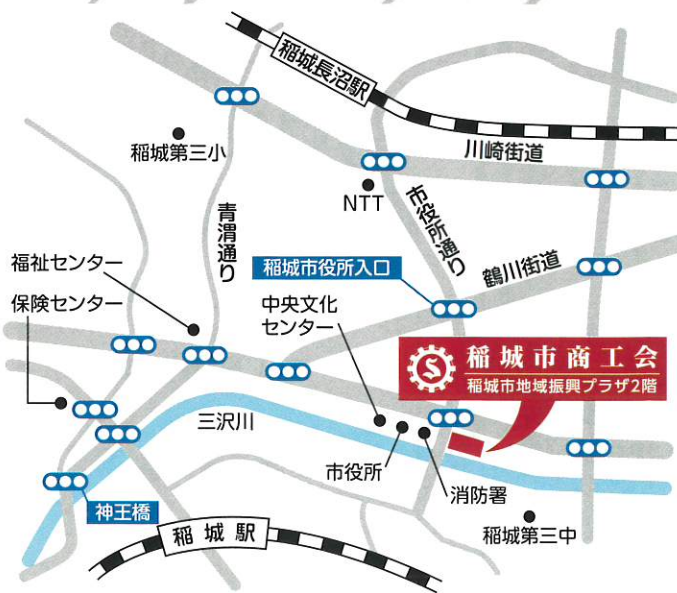 稲城長沼駅
稲城第三小
川崎街道
NTT
青渭通り
市役所通り
福祉センター
稲城市役所入口
鶴川街道
保険センター
中央文化
センター
稲城市商工会
稲城市地域振興プラザ2階
三沢川
市役所
消防署
神王橋
稲城駅
稲城第三中